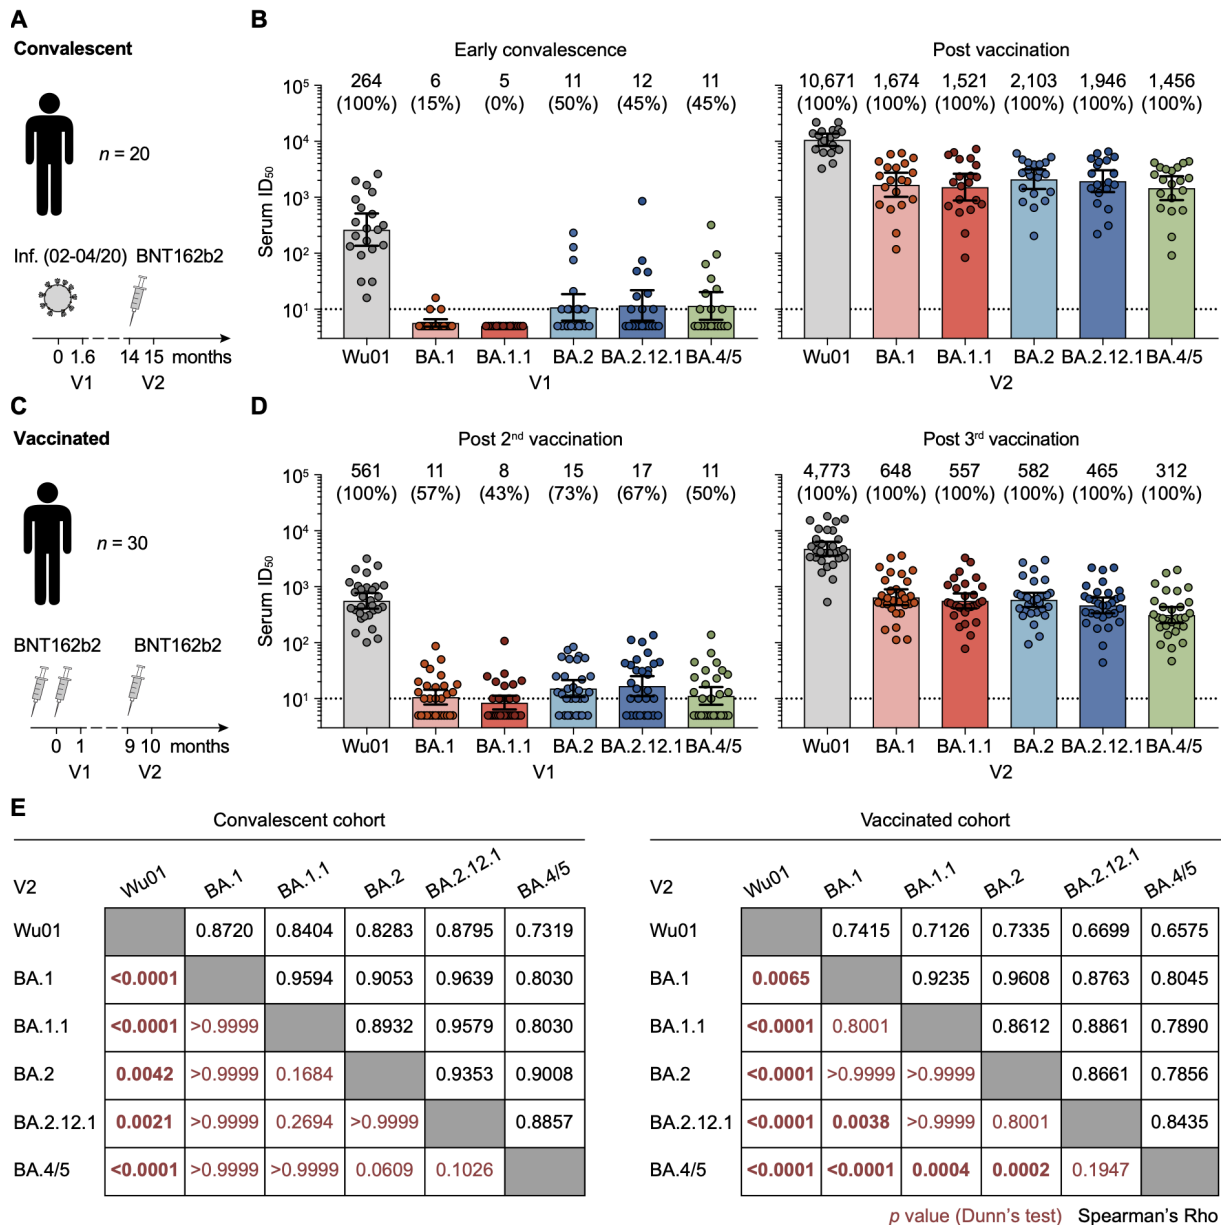 A
Convalescent
n = 20
Inf. (02-04/20) BNT162b2
0 1.6 14 15 months
V1 V2
B
Early convalescence
264 6 5 11 12 11
(100%) (15%) (0%) (50%) (45%) (45%)
Serum ID50
10^5
10^4
10^3
10^2
10^1
Wu01 BA.1 BA.1.1 BA.2 BA.2.12.1 BA.4/5
V1
Post vaccination
10,671 1,674 1,521 2,103 1,946 1,456
(100%) (100%) (100%) (100%) (100%) (100%)
Wu01 BA.1 BA.1.1 BA.2 BA.2.12.1 BA.4/5
V2
C
Vaccinated
n = 30
BNT162b2 BNT162b2
0 1 9 10 months
V1 V2
D
Post 2nd vaccination
561 11 8 15 17 11
(100%) (57%) (43%) (73%) (67%) (50%)
Serum ID50
10^5
10^4
10^3
10^2
10^1
Wu01 BA.1 BA.1.1 BA.2 BA.2.12.1 BA.4/5
V1
Post 3rd vaccination
4,773 648 557 582 465 312
(100%) (100%) (100%) (100%) (100%) (100%)
Wu01 BA.1 BA.1.1 BA.2 BA.2.12.1 BA.4/5
V2
E
Convalescent cohort
V2 Wu01 BA.1 BA.1.1 BA.2 BA.2.12.1 BA.4/5
Wu01 0.8720 0.8404 0.8283 0.8795 0.7319
BA.1 <0.0001 0.9594 0.9053 0.9639 0.8030
BA.1.1 <0.0001 >0.9999 0.8932 0.9579 0.8030
BA.2 0.0042 >0.9999 0.1684 0.9353 0.9008
BA.2.12.1 0.0021 >0.9999 0.2694 >0.9999 0.8857
BA.4/5 <0.0001 >0.9999 >0.9999 0.0609 0.1026
Vaccinated cohort
V2 Wu01 BA.1 BA.1.1 BA.2 BA.2.12.1 BA.4/5
Wu01 0.7415 0.7126 0.7335 0.6699 0.6575
BA.1 0.0065 0.9235 0.9608 0.8763 0.8045
BA.1.1 <0.0001 0.8001 0.8612 0.8861 0.7890
BA.2 <0.0001 >0.9999 >0.9999 0.8661 0.7856
BA.2.12.1 <0.0001 0.0038 >0.9999 0.8001 0.8435
BA.4/5 <0.0001 <0.0001 0.0004 0.0002 0.1947
p value (Dunn's test) Spearman's Rho